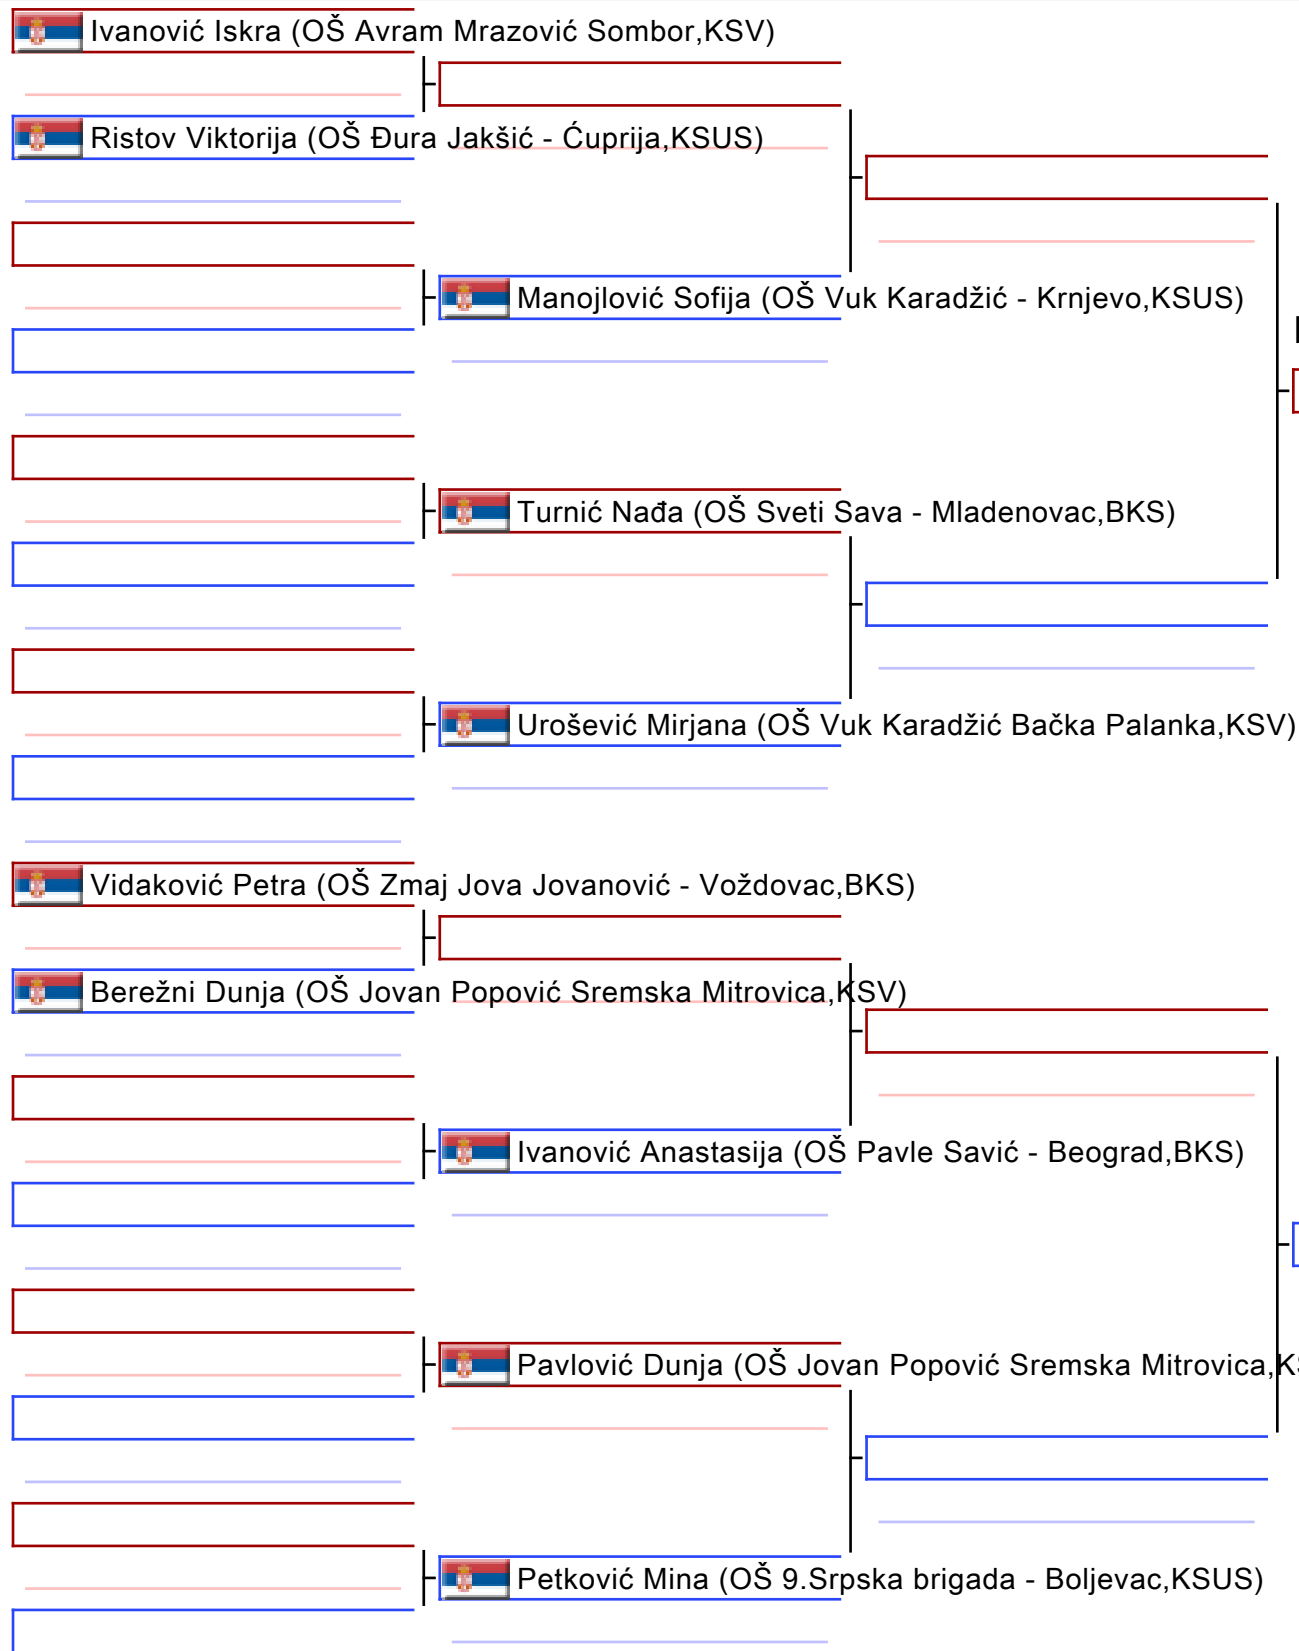 Ivanović Iskra (OŠ Avram Mrazović Sombor,KSV)
Ristov Viktorija (OŠ Đura Jakšić - Ćuprija,KSUS)
Manojlović Sofija (OŠ Vuk Karadžić - Krnjevo,KSUS)
Turnić Nađa (OŠ Sveti Sava - Mladenovac,BKS)
Urošević Mirjana (OŠ Vuk Karadžić Bačka Palanka,KSV)
Vidaković Petra (OŠ Zmaj Jova Jovanović - Voždovac,BKS)
Berežni Dunja (OŠ Jovan Popović Sremska Mitrovica,KSV)
Ivanović Anastasija (OŠ Pavle Savić - Beograd,BKS)
Pavlović Dunja (OŠ Jovan Popović Sremska Mitrovica,
Petković Mina (OŠ 9.Srpska brigada - Boljevac,KSUS)